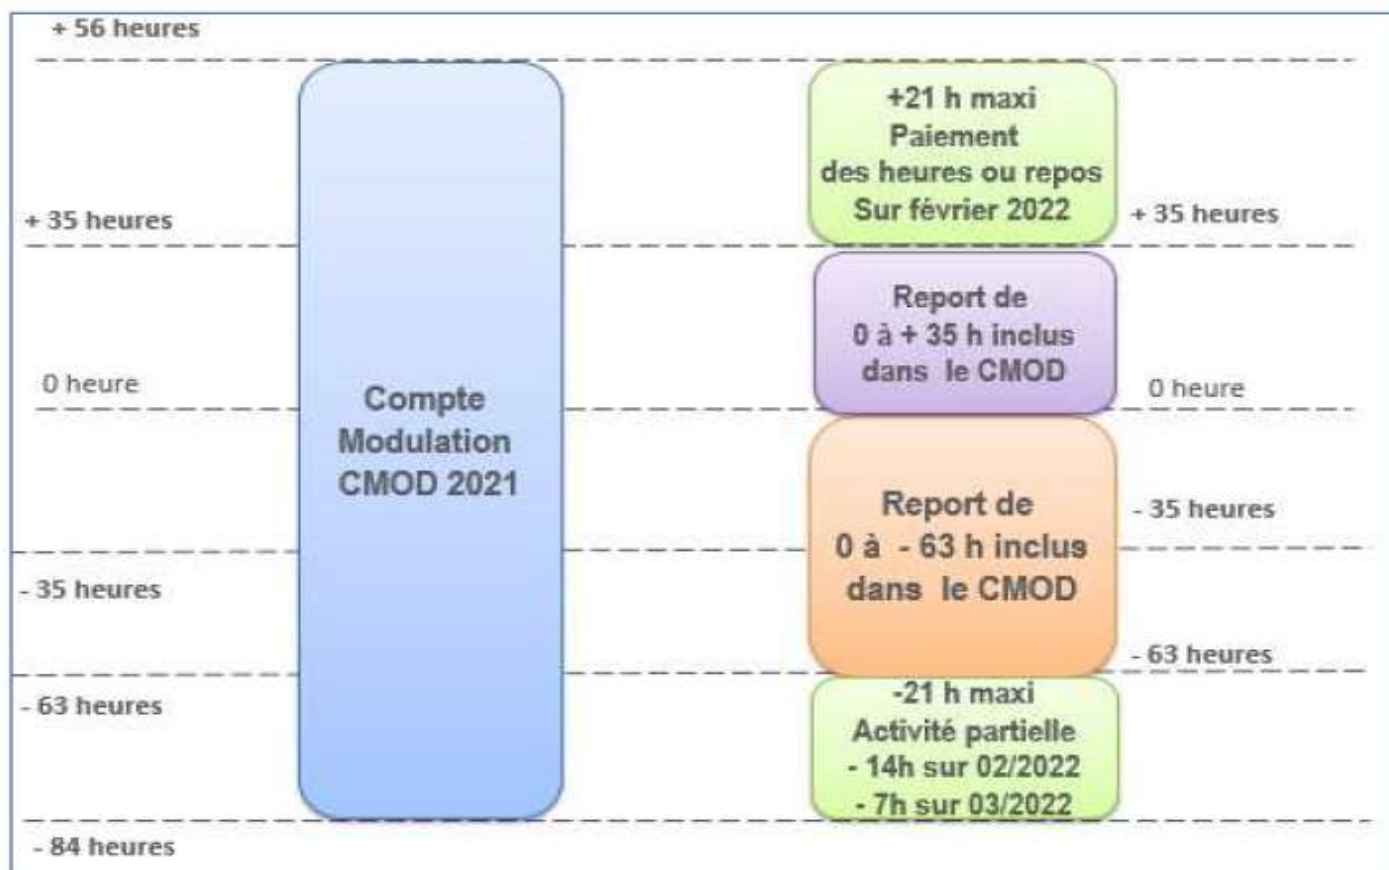 + 56 heures
+21 h maxi
Paiement
des heures ou repos
Sur février 2022
+ 35 heures
+ 35 heures
Report de
0 à + 35 h inclus
dans le CMOD
0 heure
0 heure
Compte
Modulation
CMOD 2021
Report de
0 à - 63 h inclus
dans le CMOD
- 35 heures
- 35 heures
- 63 heures
- 63 heures
-21 h maxi
Activité partielle
- 14h sur 02/2022
- 7h sur 03/2022
- 84 heures